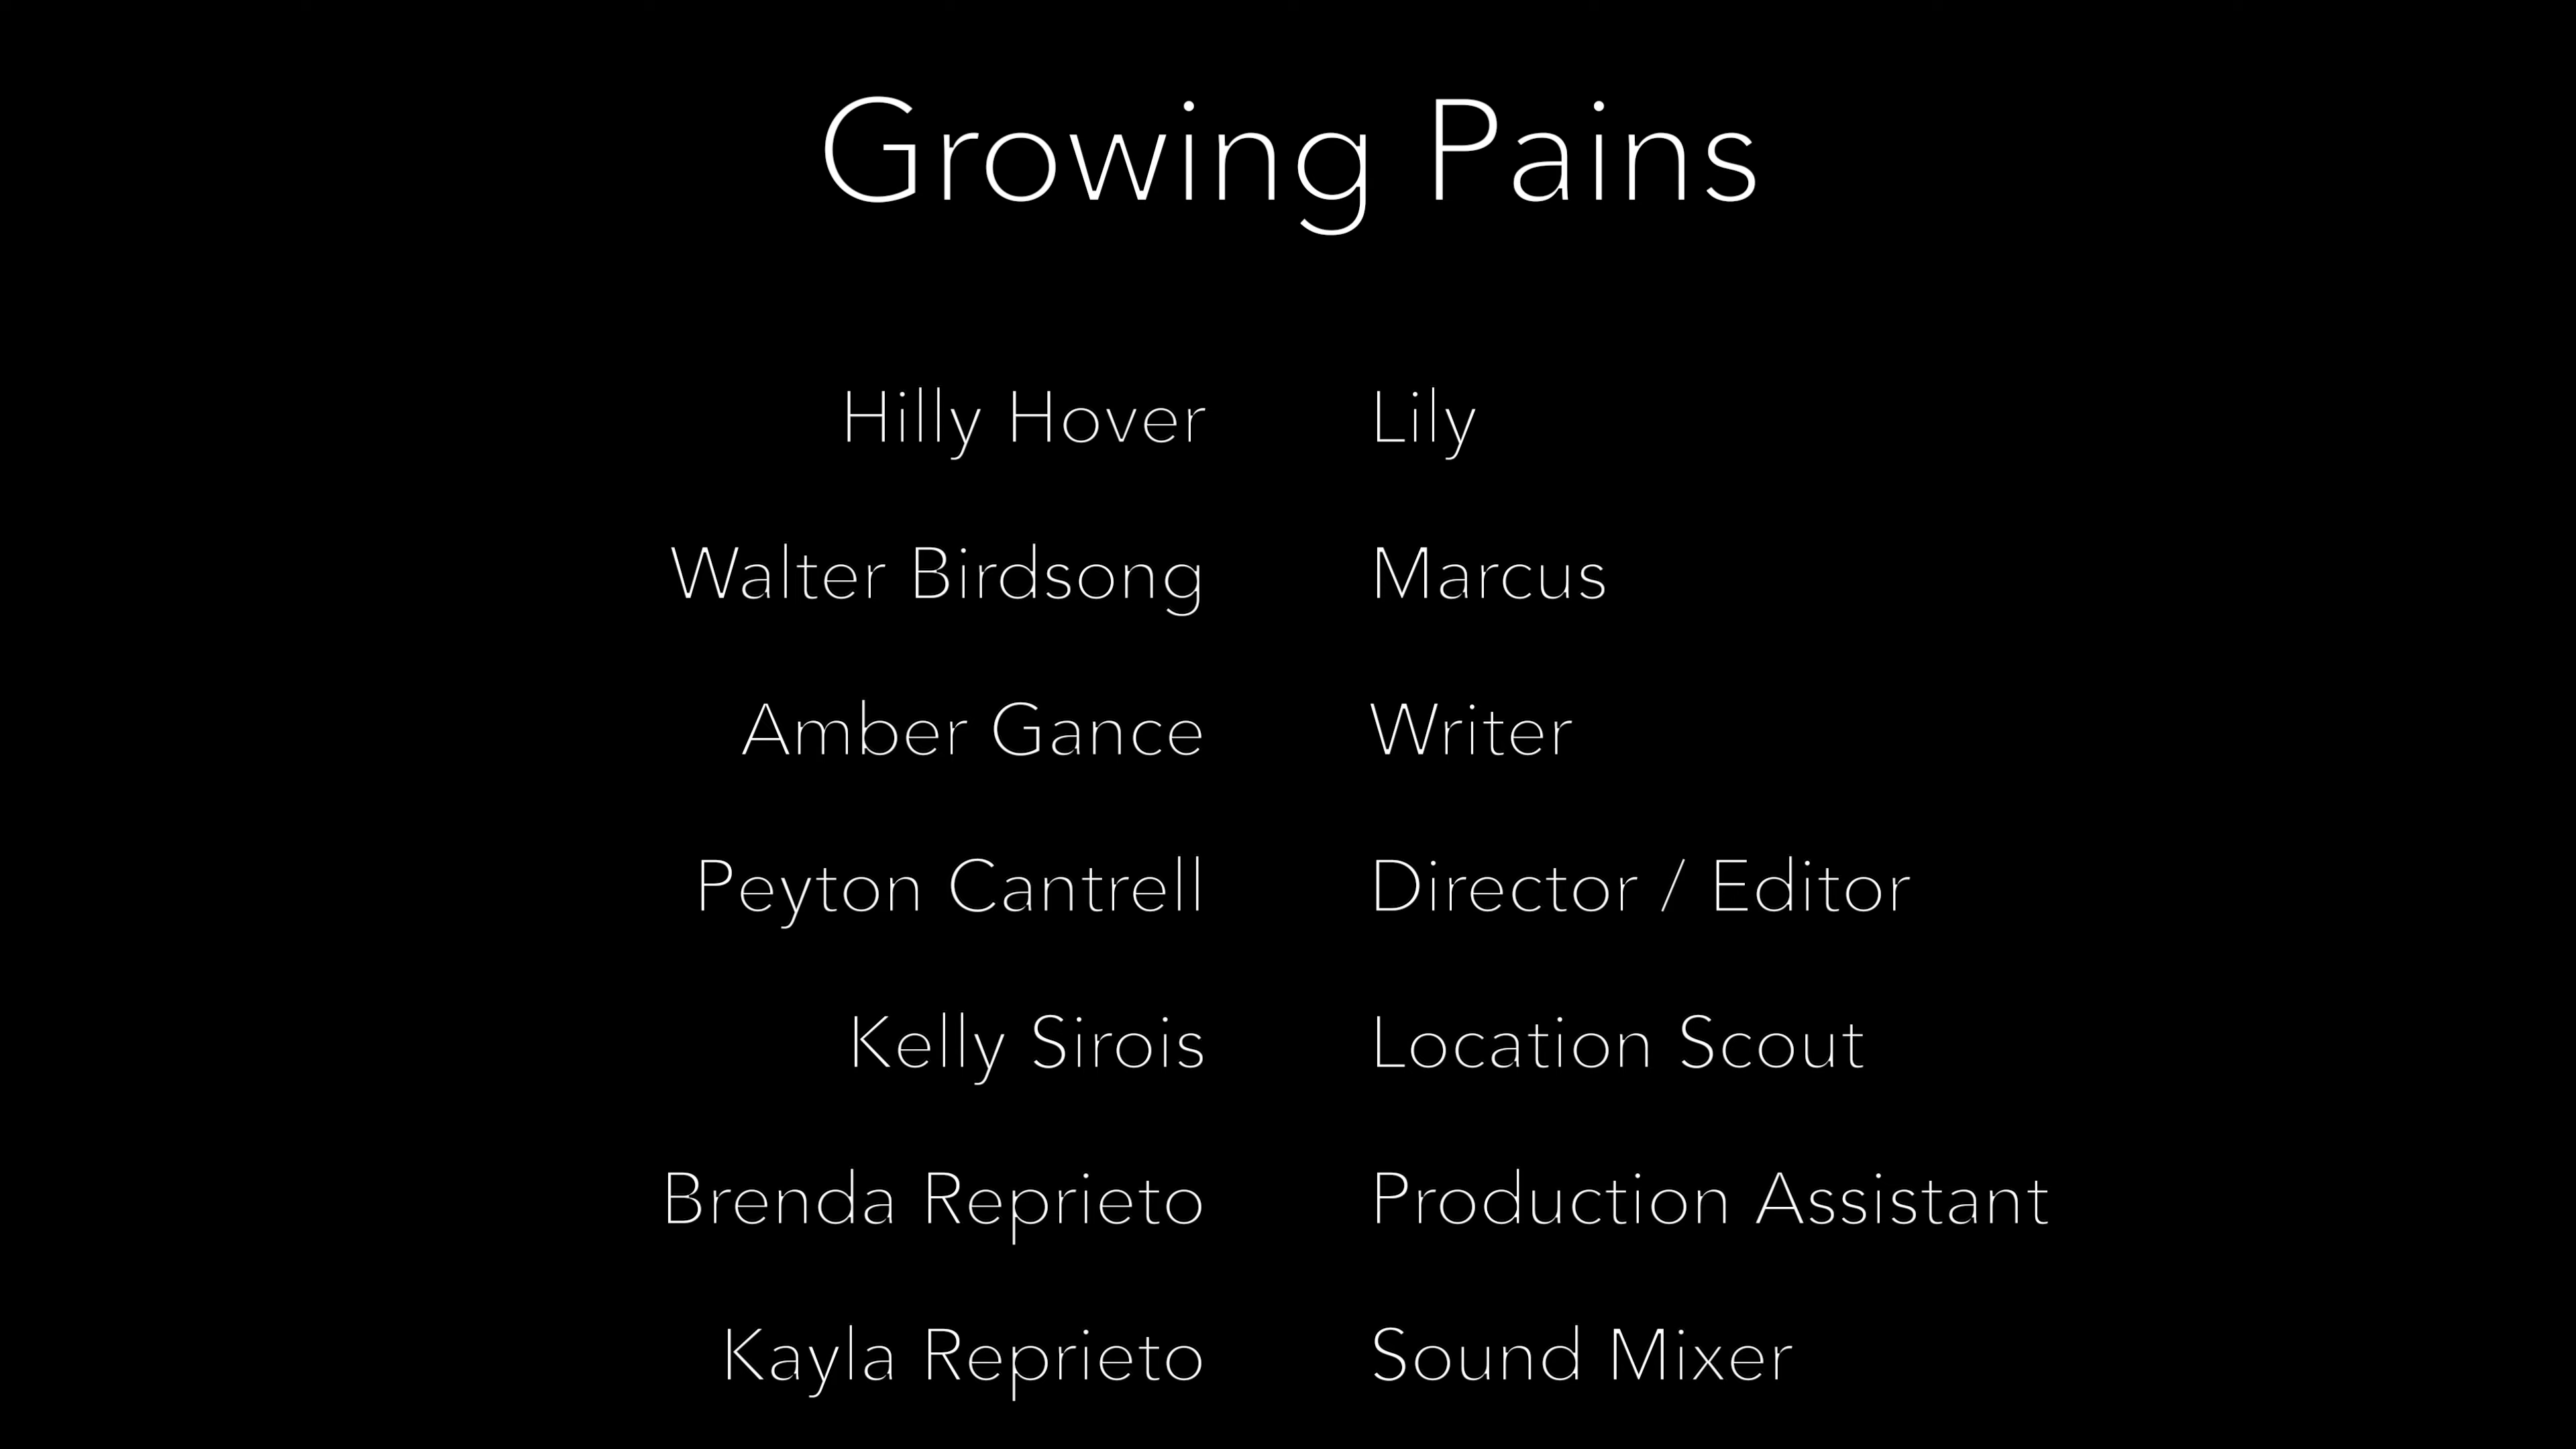 Growing Pains
Hilly Hover Lily
Walter Birdsong Marcus
Amber Gance Writer
Peyton Cantrell Director / Editor
Kelly Sirois Location Scout
Brenda Reprieto Production Assistant
Kayla Reprieto Sound Mixer